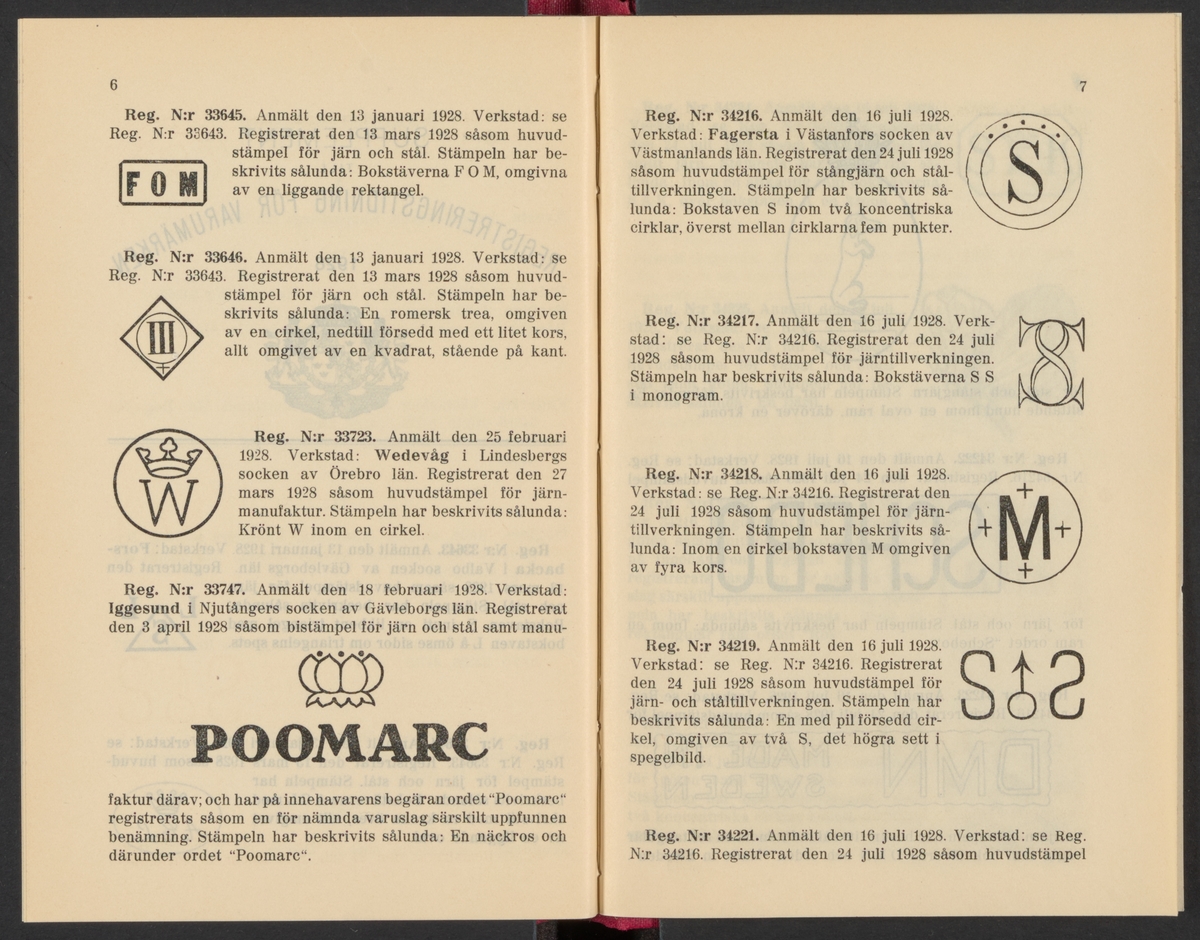 6
Reg. N:r 33645. Anmält den 13 januari 1928. Verkstad: se
Reg. N:r 33643. Registrerat den 13 mars 1928 såsom huvud-
stämpel för järn och stål. Stämpeln har be-
skrivits sålunda: Bokstäverna F O M, omgivna
av en liggande rektangel.
F O M
Reg. N:r 33646. Anmält den 13 januari 1928. Verkstad: se
Reg. N:r 33643. Registrerat den 13 mars 1928 såsom huvud-
stämpel för järn och stål. Stämpeln har be-
skrivits sålunda: En romersk trea, omgiven
av en cirkel, nedtill försedd med ett litet kors,
allt omgivet av en kvadrat, stående på kant.
III
Reg. N:r 33723. Anmält den 25 februari
1928. Verkstad: Wedevåg i Lindesbergs
socken av Örebro län. Registrerat den 27
mars 1928 såsom huvudstämpel för järn-
manufaktur. Stämpeln har beskrivits sålunda:
Krönt W inom en cirkel.
W
Reg. N:r 33747. Anmält den 18 februari 1928. Verkstad:
Iggesund i Njutångers socken av Gävleborgs län. Registrerat
den 3 april 1928 såsom bistämpel för järn och stål samt manu-
POOMARC
faktur därav; och har på innehavarens begäran ordet “Poomarc“
registrerats såsom en för nämnda varuslag särskilt uppfunnen
benämning. Stämpeln har beskrivits sålunda: En näckros och
därunder ordet “Poomarc“.
7
Reg. N:r 34216. Anmält den 16 juli 1928.
Verkstad: Fagersta i Västanfors socken av
Västmanlands län. Registrerat den 24 juli 1928
såsom huvudstämpel för stångjärn och stål-
tillverkningen. Stämpeln har beskrivits så-
lunda: Bokstaven S inom två koncentriska
cirklar, överst mellan cirklarna fem punkter.
S
Reg. N:r 34217. Anmält den 16 juli 1928. Verk-
stad: se Reg. N:r 34216. Registrerat den 24 juli
1928 såsom huvudstämpel för järntillverkningen.
Stämpeln har beskrivits sålunda: Bokstäverna S S
i monogram.
SS
Reg. N:r 34218. Anmält den 16 juli 1928.
Verkstad: se Reg. N:r 34216. Registrerat den
24 juli 1928 såsom huvudstämpel för järn-
tillverkningen. Stämpeln har beskrivits så-
lunda: Inom en cirkel bokstaven M omgiven
av fyra kors.
M
Reg. N:r 34219. Anmält den 16 juli 1928.
Verkstad: se Reg. N:r 34216. Registrerat
den 24 juli 1928 såsom huvudstämpel för
järn- och ståltillverkningen. Stämpeln har
beskrivits sålunda: En med pil försedd cir-
kel, omgiven av två S, det högra sett i
spegelbild.
S S
Reg. N:r 34221. Anmält den 16 juli 1928. Verkstad: se Reg.
N:r 34216. Registrerat den 24 juli 1928 såsom huvudstämpel